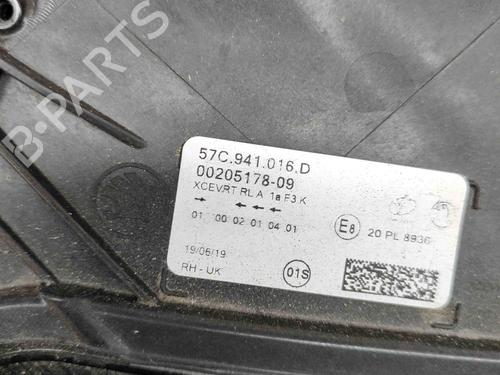 B-PARTS
57C.941.016.D
00205178-09
XCEVRT RL A 1a F3 K
01 00 02 01 04 01
E8 20 PL 8936
19/06/19
RH - UK
01S